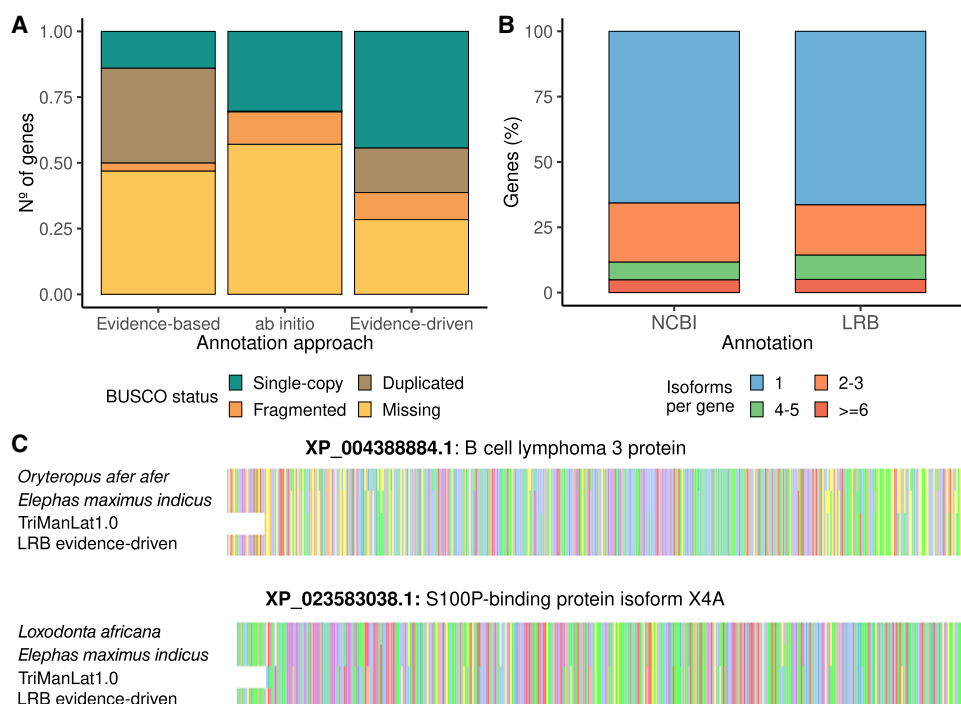 A
1.00
0.75
0.50
0.25
0.00
Nº of genes
Evidence-based ab initio Evidence-driven
Annotation approach
BUSCO status
Single-copy Duplicated
Fragmented Missing
B
100
75
50
25
0
Genes (%)
NCBI LRB
Annotation
Isoforms
per gene
1 2-3
4-5 >=6
C
XP_004388884.1: B cell lymphoma 3 protein
Oryteropus afer afer
Elephas maximus indicus
TriManLat1.0
LRB evidence-driven
XP_023583038.1: S100P-binding protein isoform X4A
Loxodonta africana
Elephas maximus indicus
TriManLat1.0
LRB evidence-driven